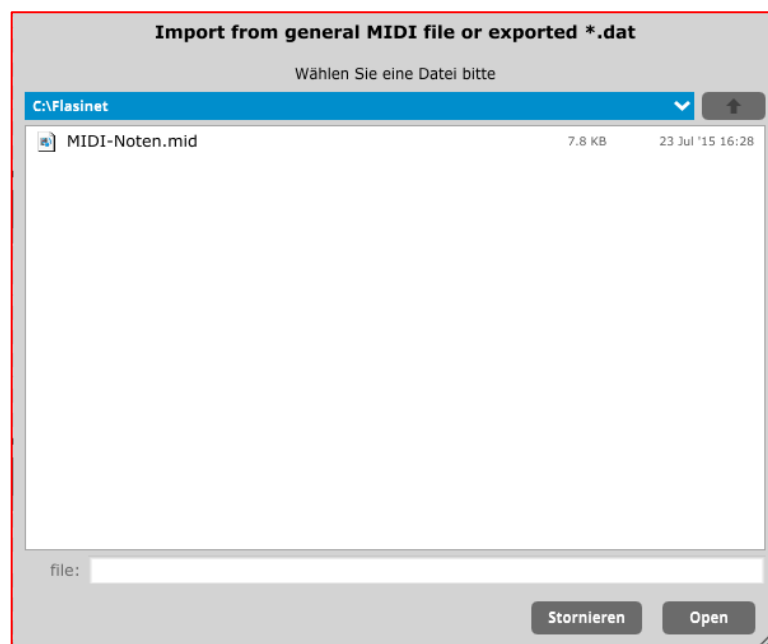 Import from general MIDI file or exported *.dat
Wählen Sie eine Datei bitte
C:\Flasinet
MIDI-Noten.mid 7.8 KB 23 Jul '15 16:28
file:
Stornieren Open